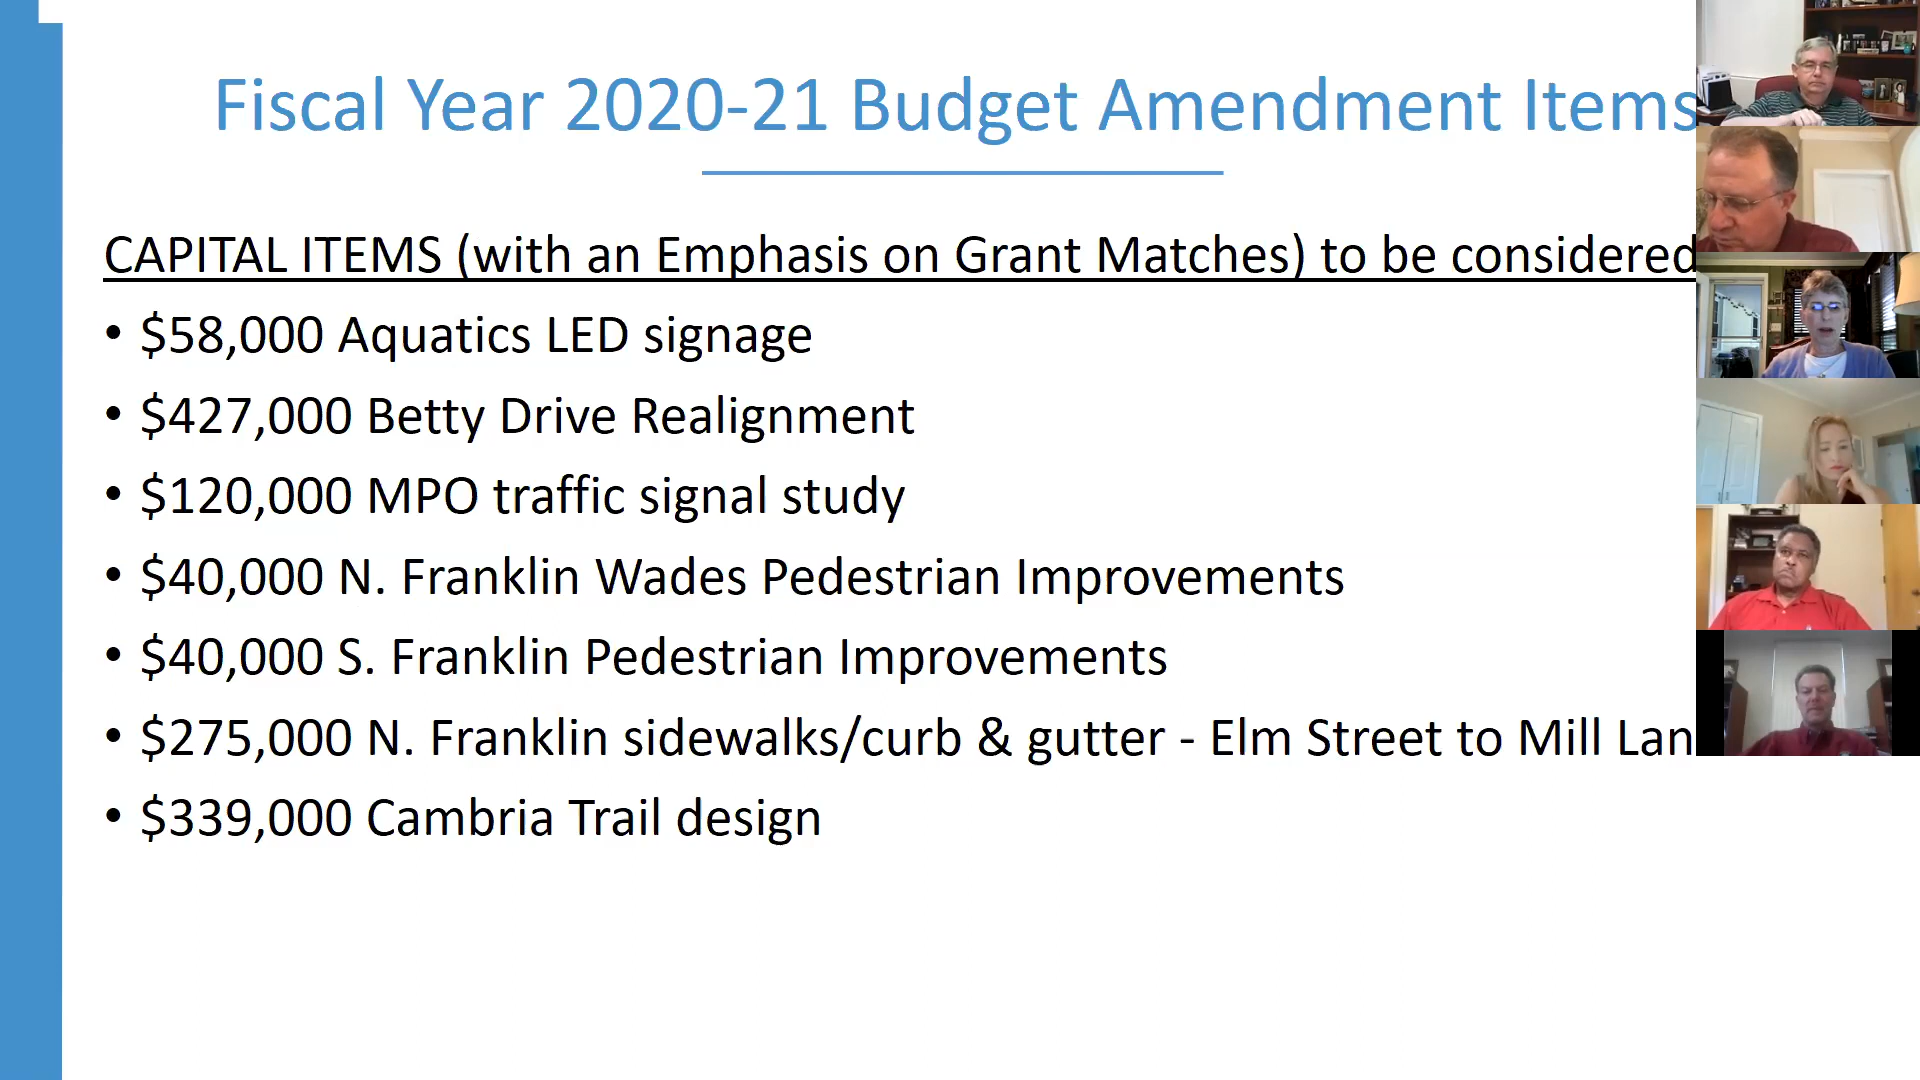 Fiscal Year 2020-21 Budget Amendment Items
CAPITAL ITEMS (with an Emphasis on Grant Matches) to be considered
• $58,000 Aquatics LED signage
• $427,000 Betty Drive Realignment
• $120,000 MPO traffic signal study
• $40,000 N. Franklin Wades Pedestrian Improvements
• $40,000 S. Franklin Pedestrian Improvements
• $275,000 N. Franklin sidewalks/curb & gutter - Elm Street to Mill Lan
• $339,000 Cambria Trail design